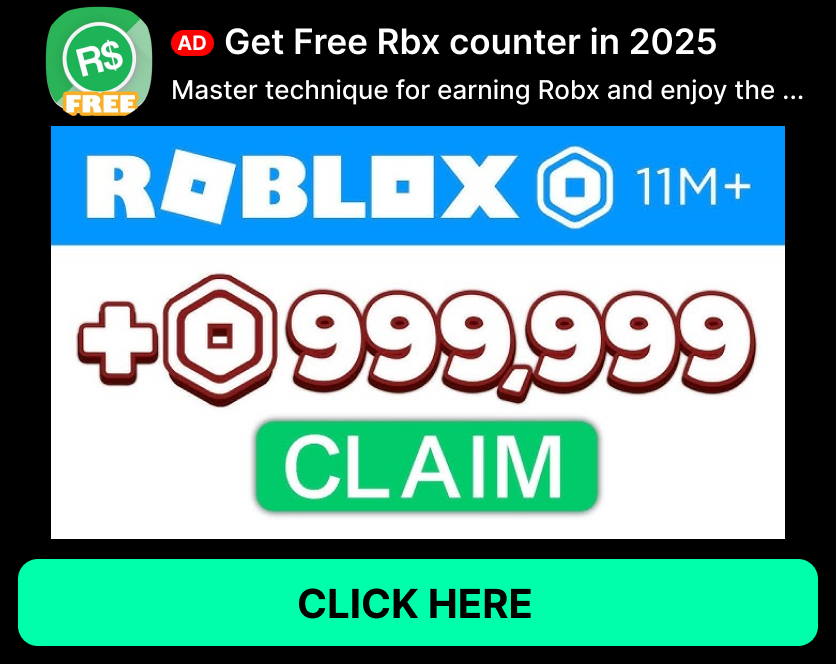 R$
FREE
AD Get Free Rbx counter in 2025
Master technique for earning Robx and enjoy the ...
ROBLOX 11M+
+999,999
CLAIM
CLICK HERE